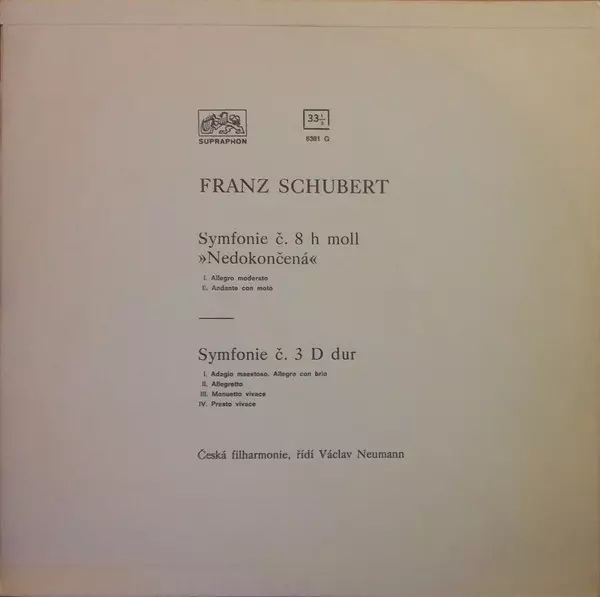 SUPRAPHON
33⅓
8381 G
FRANZ SCHUBERT
Symfonie č. 8 h moll
»Nedokončená«
I. Allegro moderato
II. Andante con moto
Symfonie č. 3 D dur
I. Adagio maestoso. Allegro con brio
II. Allegretto
III. Menuetto vivace
IV. Presto vivace
Česká filharmonie, řídí Václav Neumann